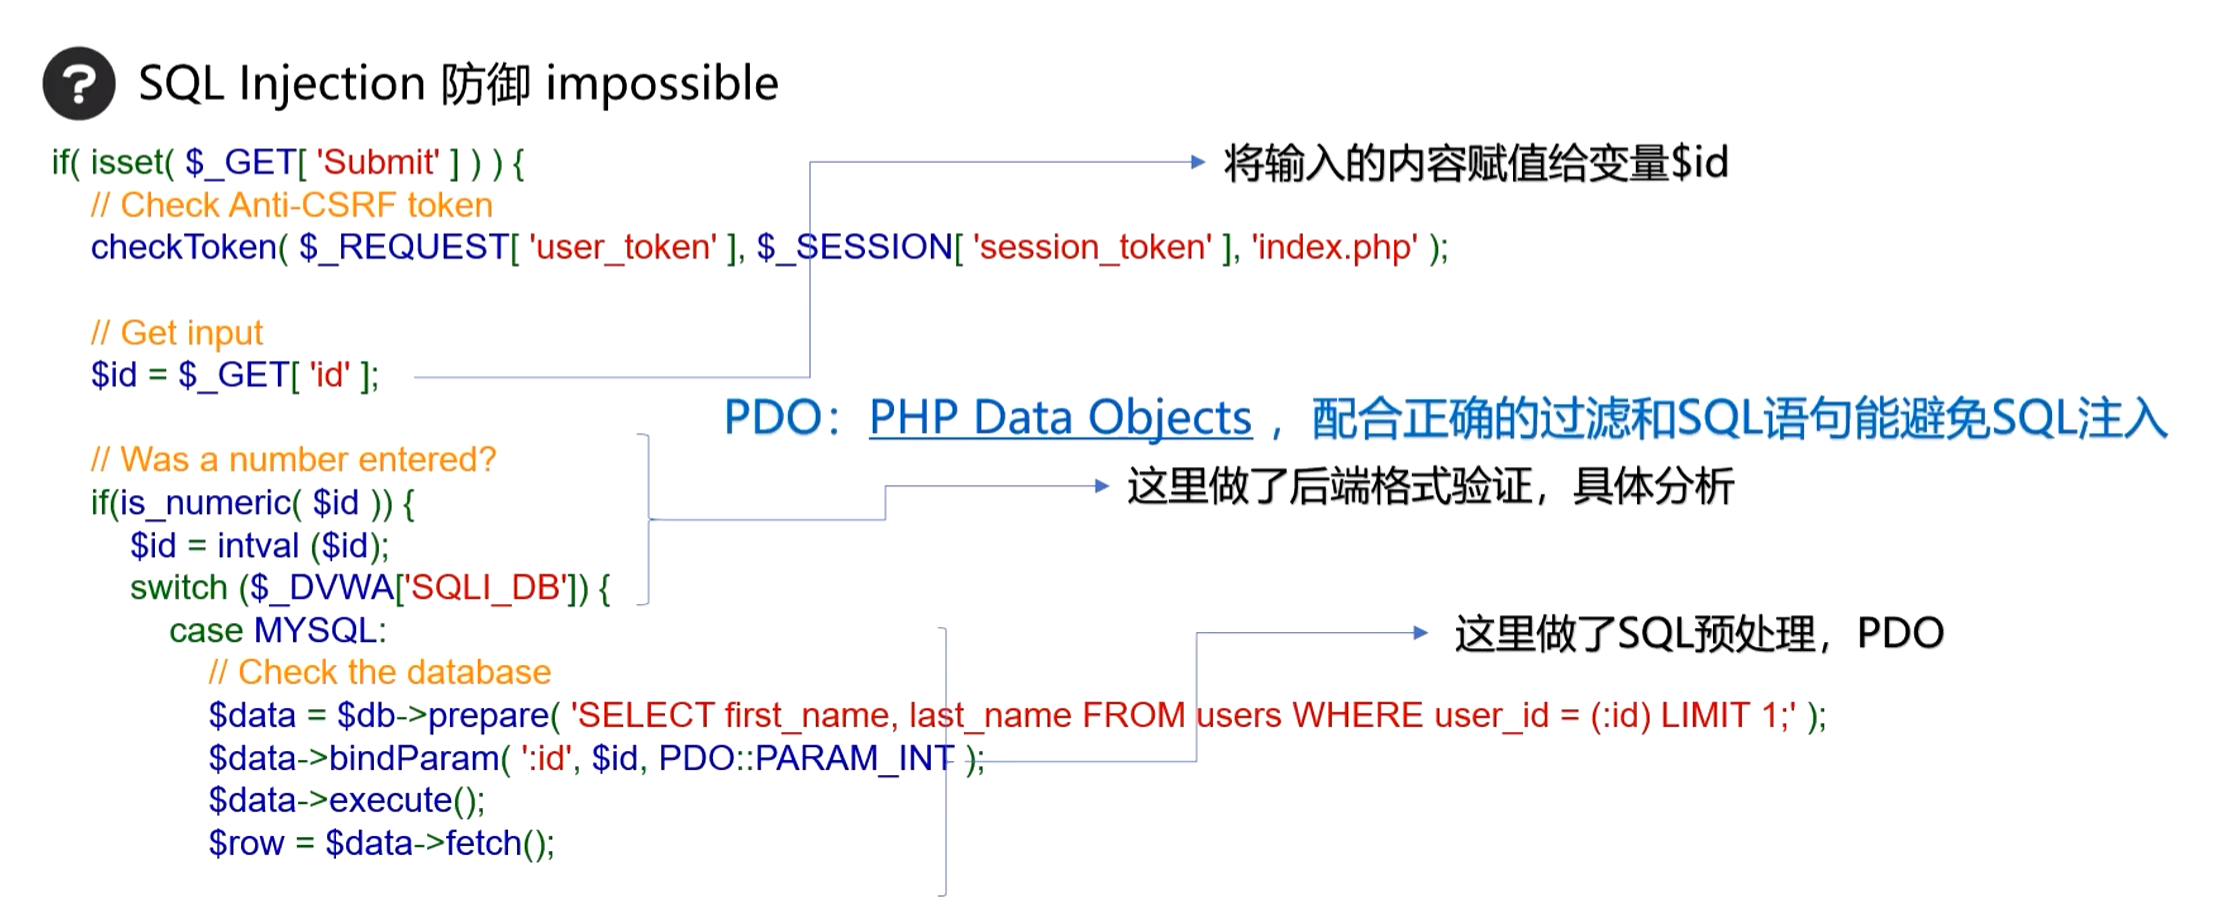 ?
SQL Injection 防御 impossible
if( isset( $_GET[ 'Submit' ] ) ) {
将输入的内容赋值给变量$id
// Check Anti-CSRF token
checkToken( $_REQUEST[ 'user_token' ], $_SESSION[ 'session_token' ], 'index.php' );
// Get input
$id = $_GET[ 'id' ];
PDO：PHP Data Objects ，配合正确的过滤和SQL语句能避免SQL注入
// Was a number entered?
这里做了后端格式验证，具体分析
if(is_numeric( $id )) {
$id = intval ($id);
switch ($_DVWA['SQLI_DB']) {
case MYSQL:
这里做了SQL预处理，PDO
// Check the database
$data = $db->prepare( 'SELECT first_name, last_name FROM users WHERE user_id = (:id) LIMIT 1;' );
$data->bindParam( ':id', $id, PDO::PARAM_INT );
$data->execute();
$row = $data->fetch();